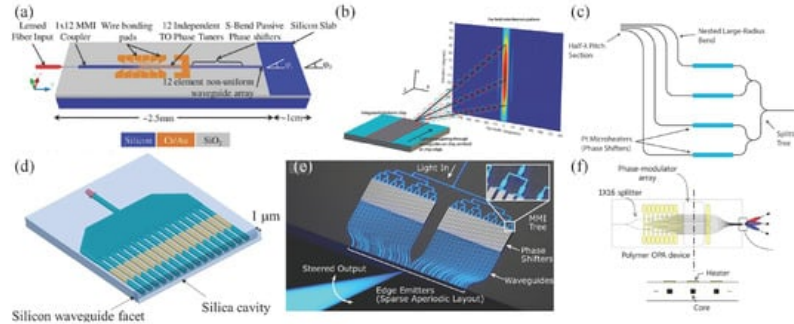 (a)
Lensed
Fiber Input
1x12 MMI
Coupler
Wire bonding
pads
12 Independent
TO Phase Tuners
S-Bend Passive
Phase shifters
Silicon Slab
12 element non-uniform
waveguide array
~2.5mm
~1cm
Silicon
Cr/Au
SiO₂
(b)
(c)
Half-λ Pitch
Section
Nested Large-Radius
Bend
Pt Microheaters
(Phase Shifters)
Splitter
Tree
(d)
1 μm
Silica cavity
Silicon waveguide facet
(e)
Light In
MMI
Tree
Phase
Shifters
Waveguides
Steered Output
Edge Emitters
(Sparse Aperiodic Layout)
(f)
Phase-modulator
array
1X16 splitter
Polymer OPA device
Heater
Core